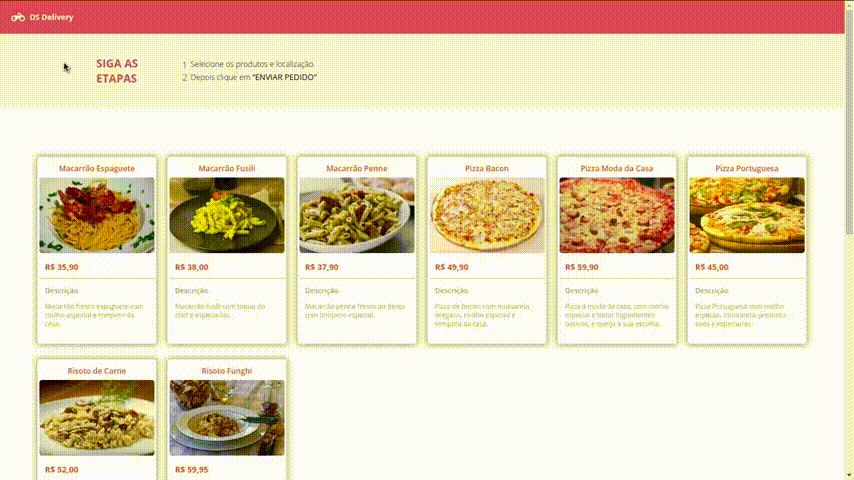 DS Delivery
SIGA AS
ETAPAS
1 Selecione os produtos e localização.
2 Depois clique em "ENVIAR PEDIDO"
Macarrão Espaguete
R$ 35,90
Descrição
Macarrão fresco espaguete com
molho especial e tempero da
casa.
Macarrão Fusili
R$ 38,00
Descrição
Macarrão fusili com toque do
chef e especiarias.
Macarrão Penne
R$ 37,90
Descrição
Macarrão penne fresco ao dente
com tempero especial.
Pizza Bacon
R$ 49,90
Descrição
Pizza de bacon com mussarela,
orégano, molho especial e
tempero da casa.
Pizza Moda da Casa
R$ 59,90
Descrição
Pizza à moda da casa, com molho
especial e todos ingredientes
básicos, e queijo à sua escolha.
Pizza Portuguesa
R$ 45,00
Descrição
Pizza Portuguesa com molho
especial, mussarela, presunto,
ovos e especiarias.
Risoto de Carne
R$ 52,00
Risoto Funghi
R$ 59,95